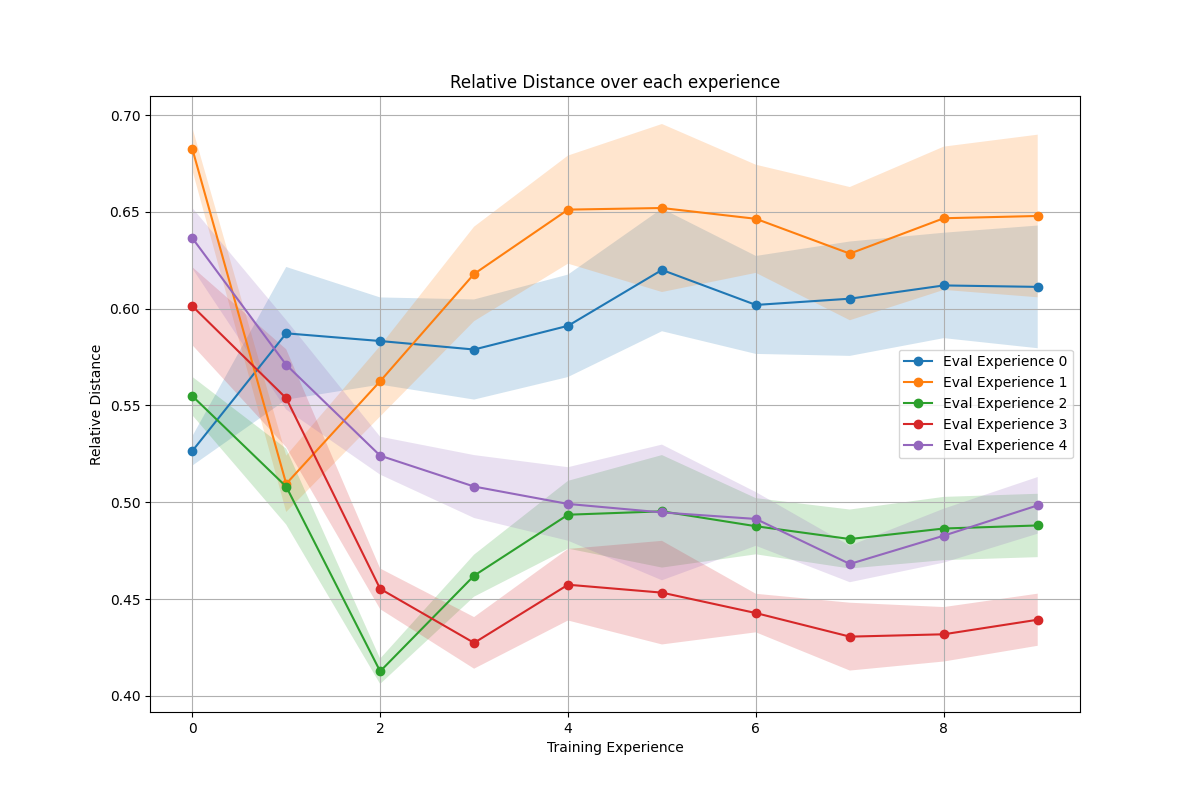 Relative Distance over each experience
0.70
0.65
0.60
0.55
0.50
0.45
0.40
Relative Distance
Eval Experience 0
Eval Experience 1
Eval Experience 2
Eval Experience 3
Eval Experience 4
0 2 4 6 8
Training Experience